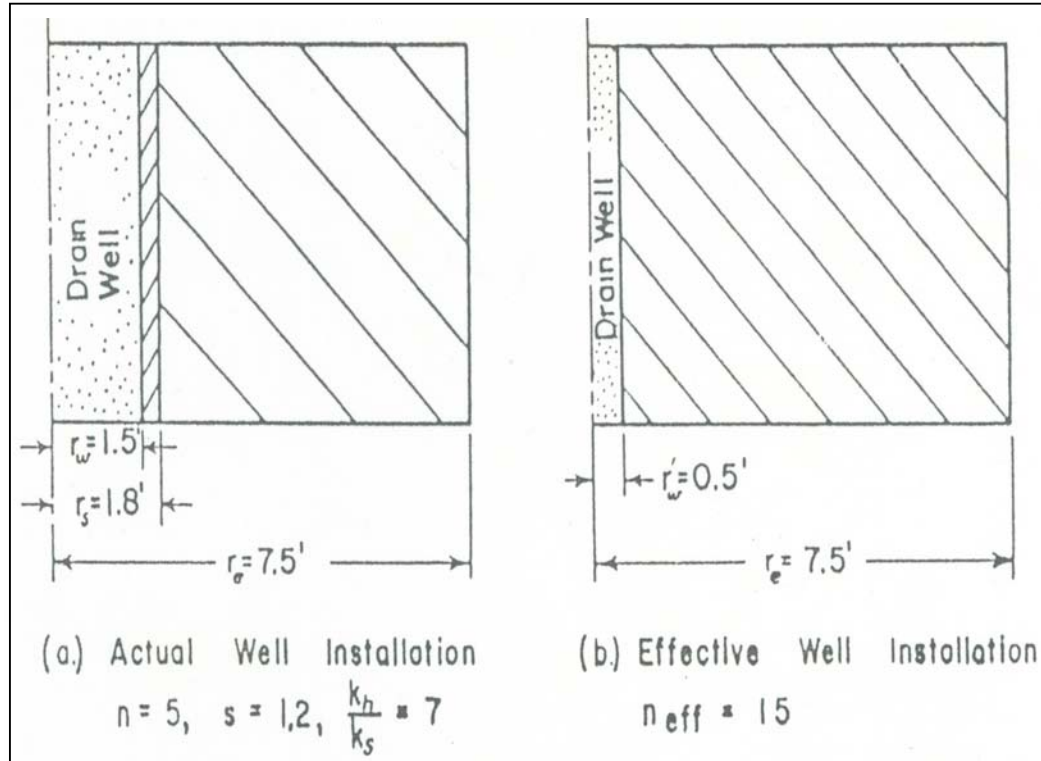 Drain Well
r_w=1.5'
r_s=1.8'
r_e=7.5'
(a.) Actual Well Installation
n = 5, s = 1.2, k_h/k_s = 7
Drain Well
r'_w=0.5'
r_e= 7.5'
(b.) Effective Well Installation
n_eff = 15